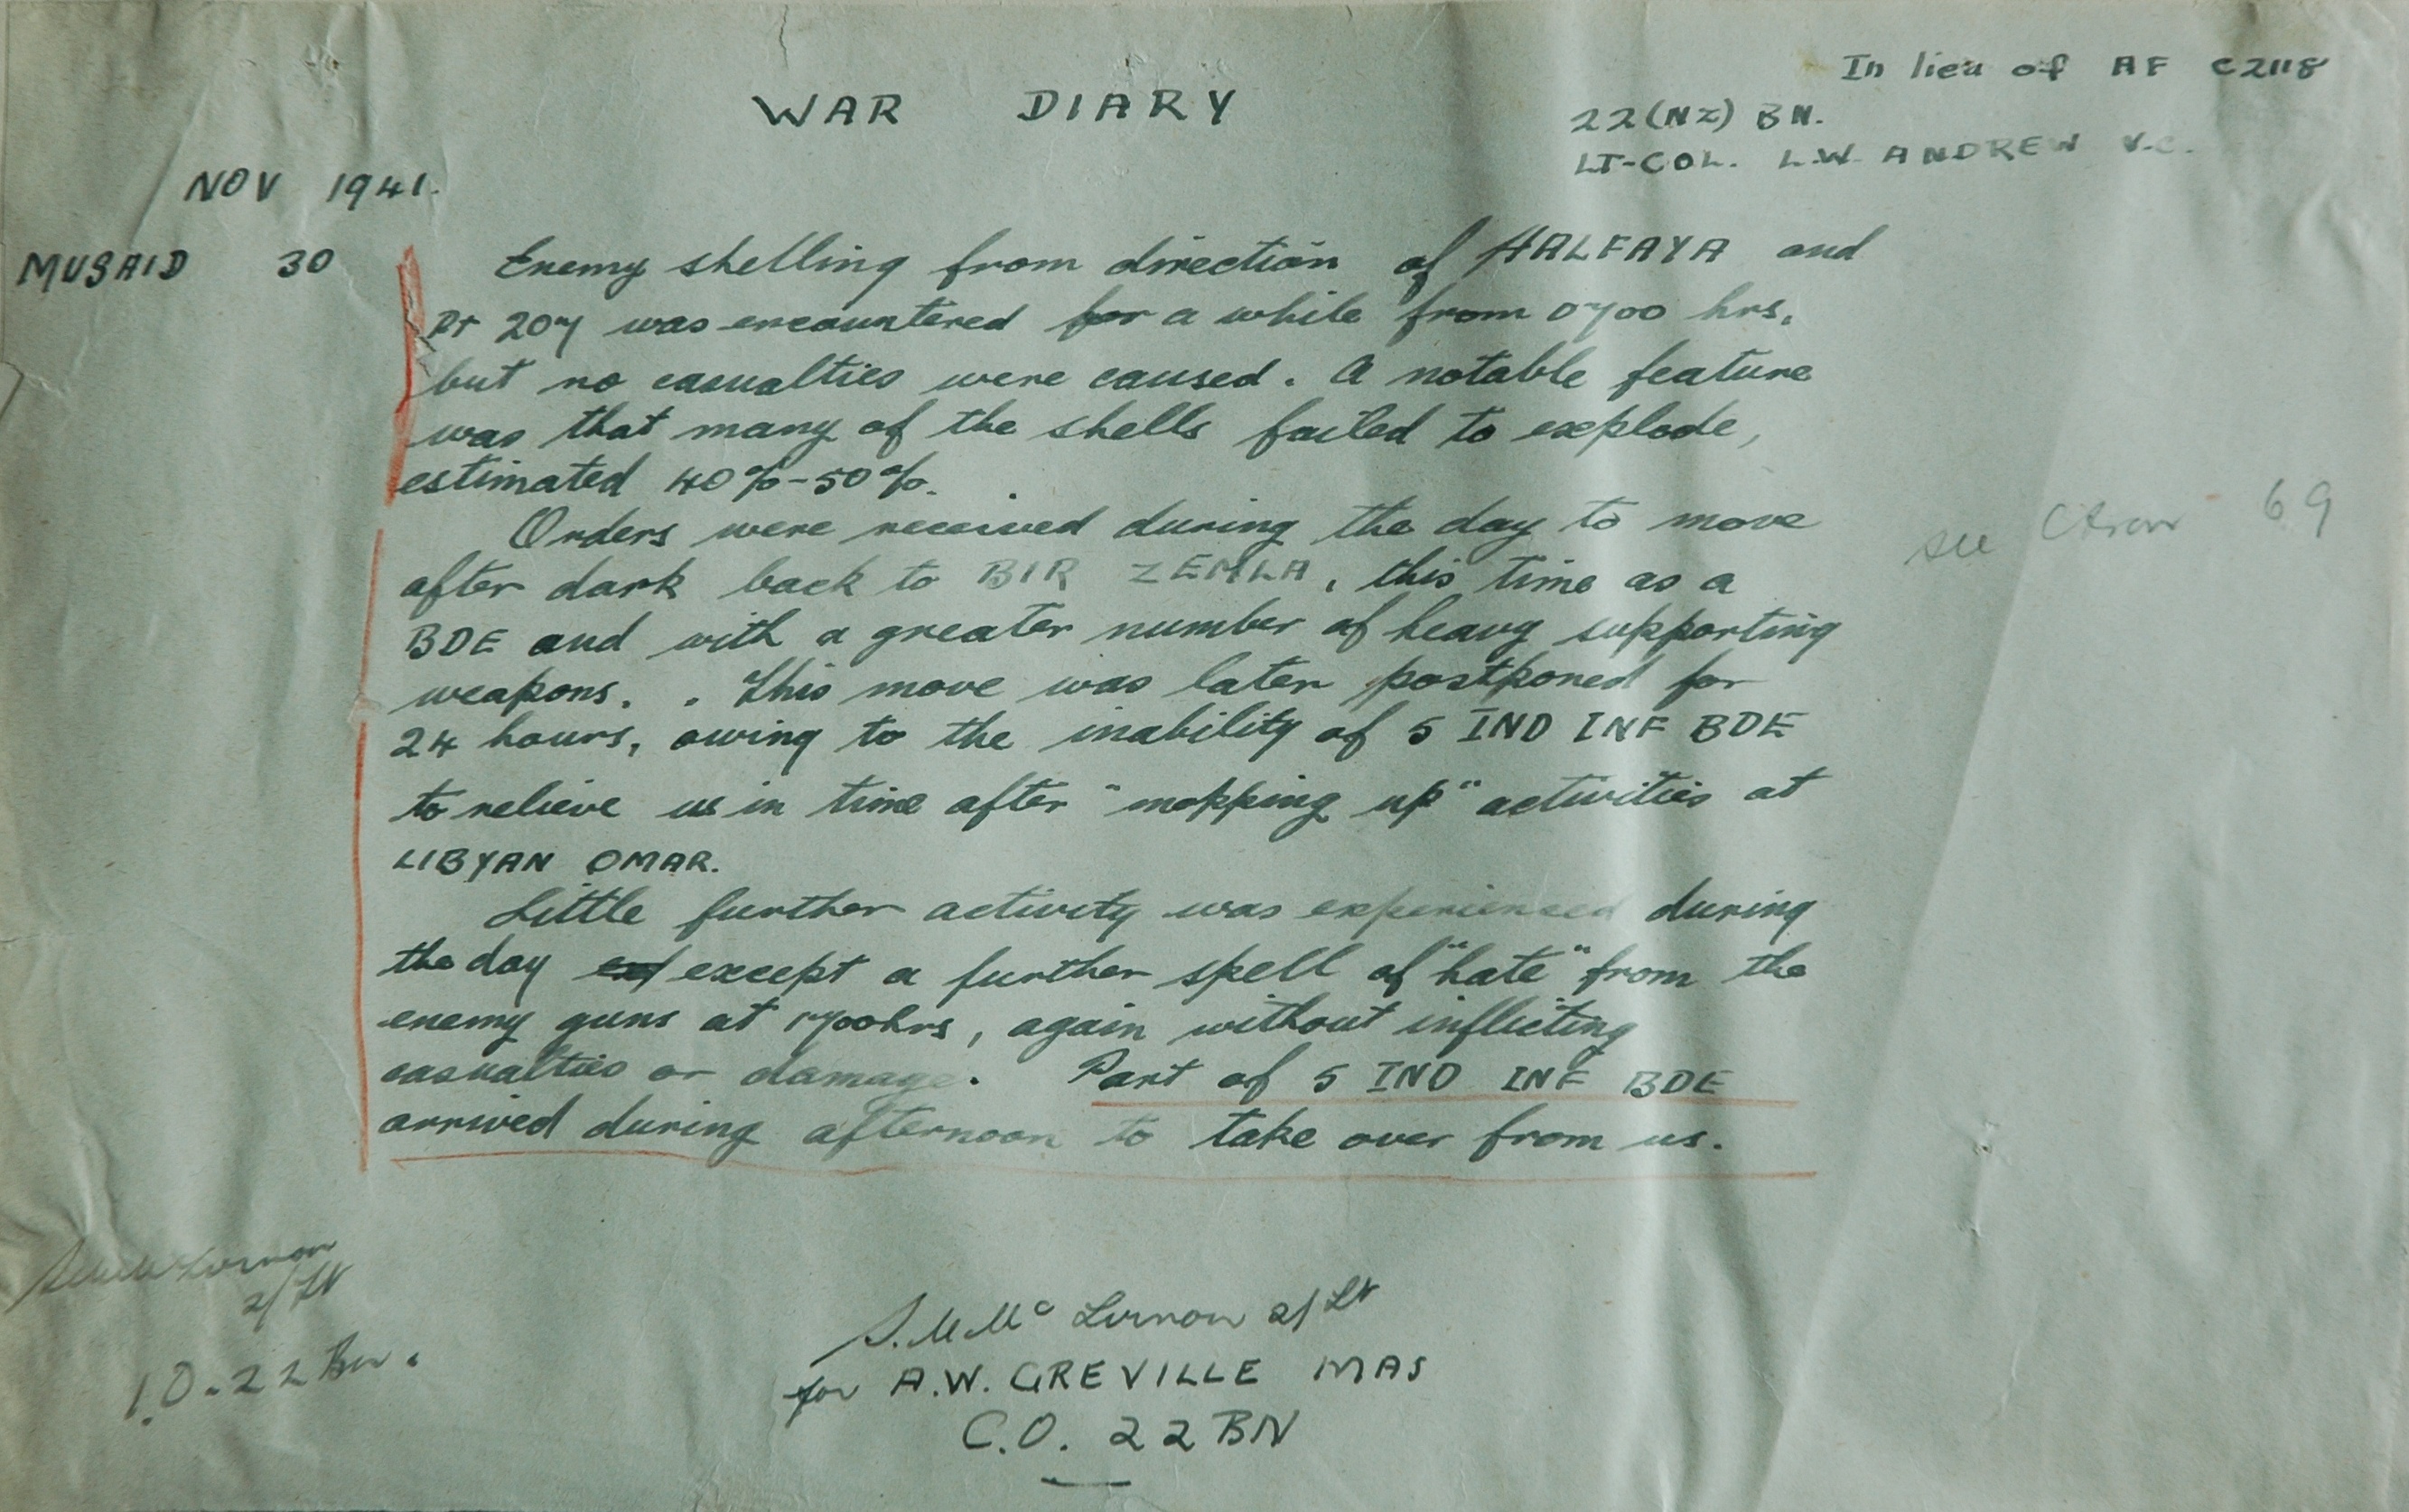 In lieu of AF C2118
WAR DIARY
22 (NZ) BN.
LT-COL. L.W. ANDREW V.C.
NOV 1941.
MUSAID 30
Enemy shelling from direction of HALFAYA and
Pt 207 was encountered for a while from 0700 hrs.
but no casualties were caused. A notable feature
was that many of the shells failed to explode,
estimated 40%-50%.
Orders were received during the day to move
after dark back to BIR ZEMLA, this time as a
BDE and with a greater number of heavy supporting
weapons. . This move was later postponed for
24 hours, owing to the inability of 5 IND INF BDE
to relieve us in time after "mopping up" activities at
LIBYAN OMAR.
Little further activity was experienced during
the day except a further spell of "hate" from the
enemy guns at 1700hrs, again without inflicting
casualties or damage. Part of 5 IND INF BDE
arrived during afternoon to take over from us.
see 69
2/Lt
I.O. 22 Bn.
2/Lt
for A.W. GREVILLE MAJ
C.O. 22 BN